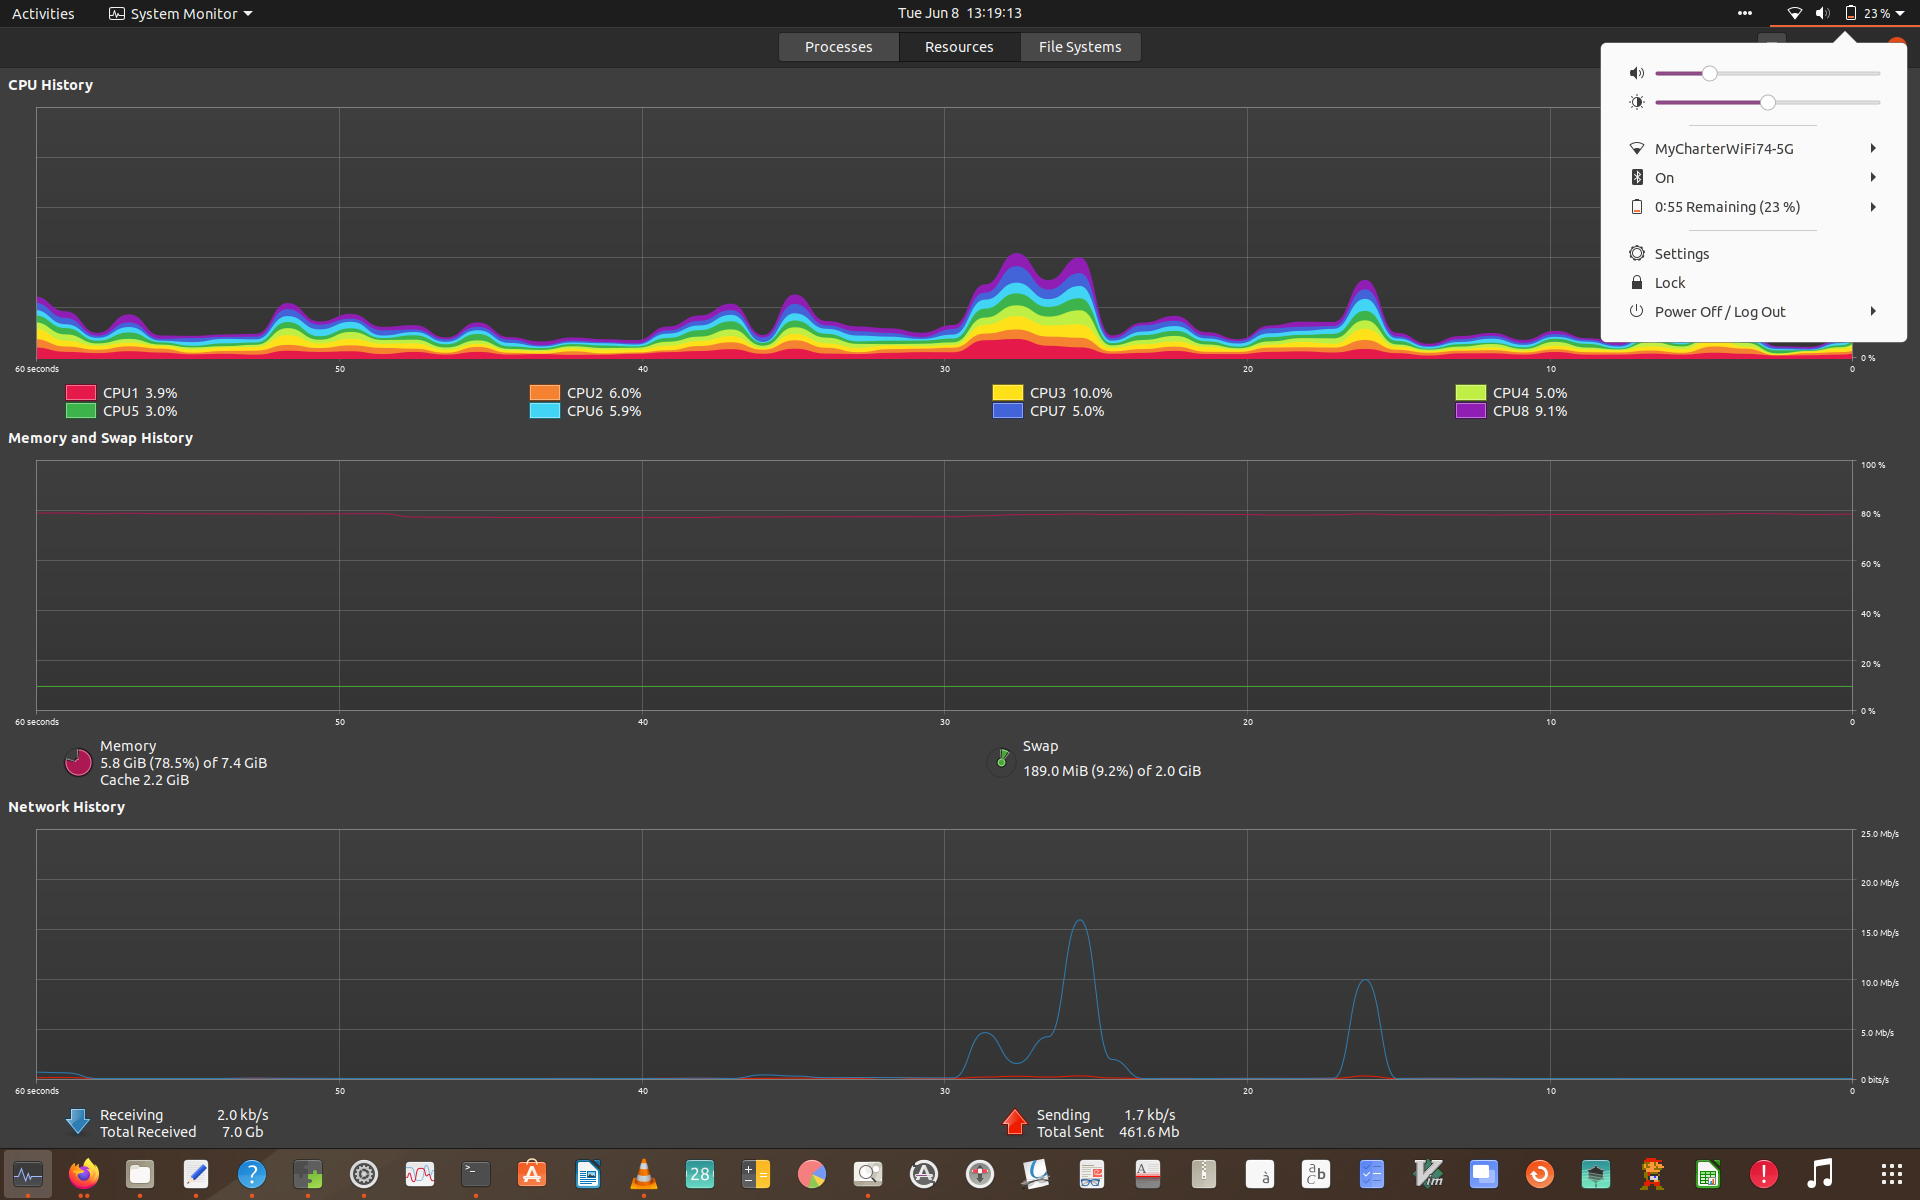 Activities
System Monitor
Tue Jun 8 13:19:13
23 %
Processes
Resources
File Systems
MyCharterWiFi74-5G
On
0:55 Remaining (23 %)
Settings
Lock
Power Off / Log Out
CPU History
0 %
60 seconds 50 40 30 20 10 0
CPU1 3.9% CPU2 6.0% CPU3 10.0% CPU4 5.0%
CPU5 3.0% CPU6 5.9% CPU7 5.0% CPU8 9.1%
Memory and Swap History
100 %
80 %
60 %
40 %
20 %
0 %
60 seconds 50 40 30 20 10 0
Memory
5.8 GiB (78.5%) of 7.4 GiB
Cache 2.2 GiB
Swap
189.0 MiB (9.2%) of 2.0 GiB
Network History
25.0 Mb/s
20.0 Mb/s
15.0 Mb/s
10.0 Mb/s
5.0 Mb/s
0 bits/s
60 seconds 50 40 30 20 10 0
Receiving 2.0 kb/s
Total Received 7.0 Gb
Sending 1.7 kb/s
Total Sent 461.6 Mb
28
à
a b c
Vim